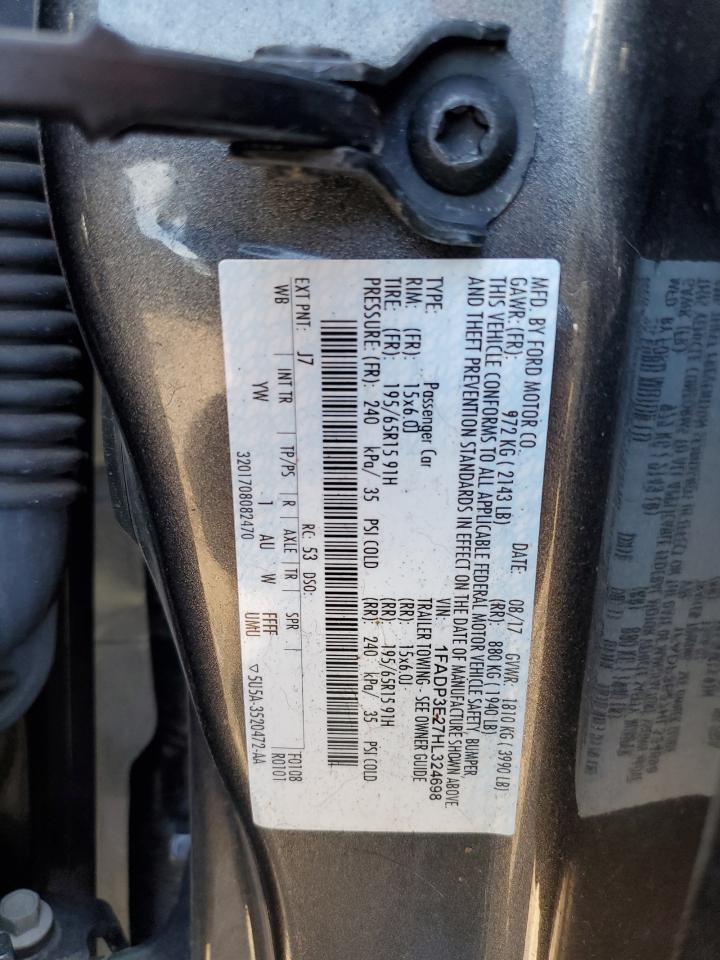 MFD. BY FORD MOTOR CO.
DATE: 08/17 GVWR: 1810 KG ( 3990 LB)
GAWR:(FR): 972 KG ( 2143 LB) (RR): 880 KG ( 1940 LB)
THIS VEHICLE CONFORMS TO ALL APPLICABLE FEDERAL MOTOR VEHICLE SAFETY, BUMPER,
AND THEFT PREVENTION STANDARDS IN EFFECT ON THE DATE OF MANUFACTURE SHOWN ABOVE.
VIN: 1FADP3E27HL324698
TYPE: Passenger Car TRAILER TOWING - SEE OWNER GUIDE
RIM: (FR): 15x6.0J (RR): 15x6.0J
TIRE: (FR): 195/65R15 91H (RR): 195/65R15 91H
PRESSURE: (FR): 240 kPa/ 35 PSI COLD (RR): 240 kPa/ 35 PSI COLD
EXT PNT: J7 RC: 53 DSO:
WB INT TR TP/PS R AXLE TR SPR F0108
YW 1 AU W FFFF R0101
UMU
3201708082470 ▽5U5A-3520472-AA